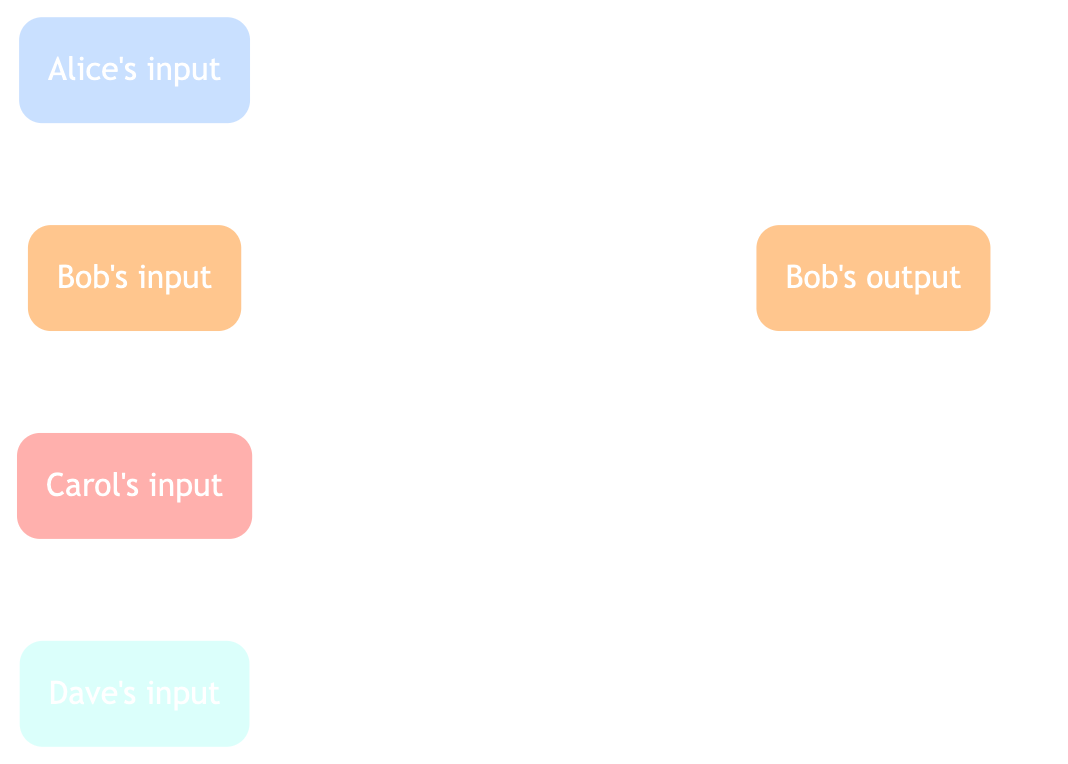 Alice's input
Bob's input
Bob's output
Carol's input
Dave's input